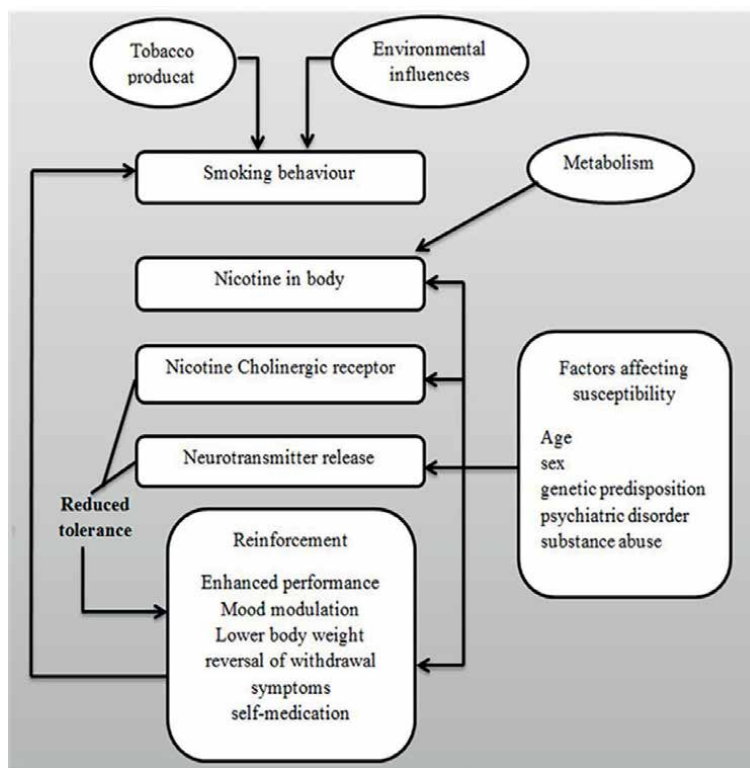 Tobacco
producat
Environmental
influences
Smoking behaviour
Metabolism
Nicotine in body
Nicotine Cholinergic receptor
Neurotransmitter release
Factors affecting
susceptibility
Age
sex
genetic predisposition
psychiatric disorder
substance abuse
Reduced
tolerance
Reinforcement
Enhanced performance
Mood modulation
Lower body weight
reversal of withdrawal
symptoms
self-medication